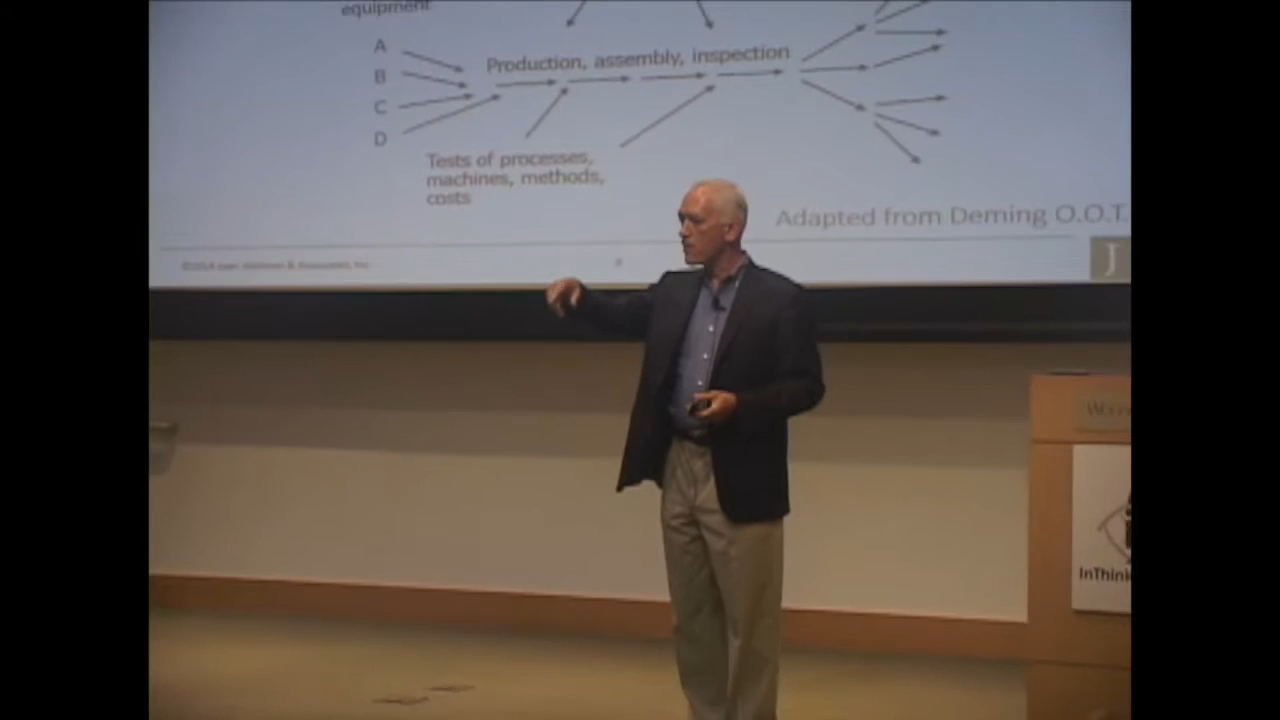 equipment
A
B
C
D
Production, assembly, inspection
Tests of processes,
machines, methods,
costs
Adapted from Deming O.O.T.
J
InThink